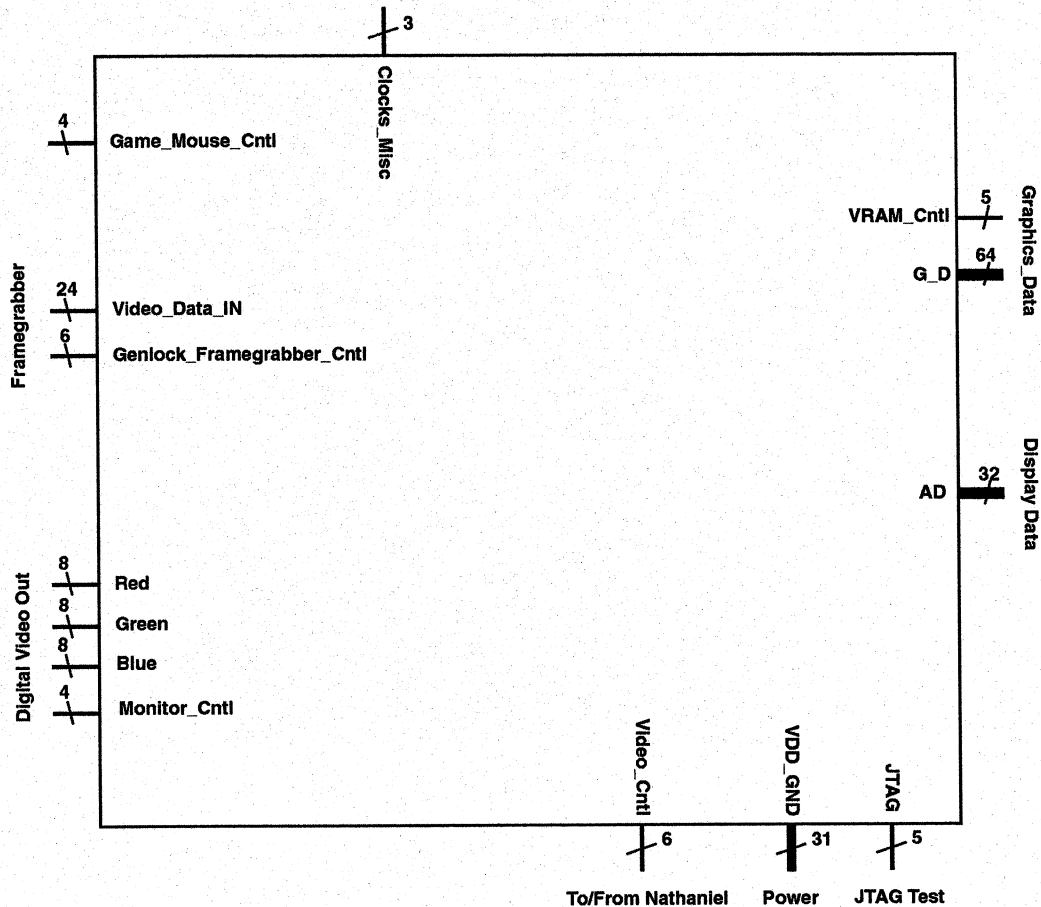 3
Clocks_Misc
4
Game_Mouse_Cntl
5
VRAM_Cntl
64
G_D
Graphics_Data
Framegrabber
24
Video_Data_IN
6
Genlock_Framegrabber_Cntl
32
AD
Display Data
Digital Video Out
8
Red
8
Green
8
Blue
4
Monitor_Cntl
Video_Cntl
6
To/From Nathaniel
VDD_GND
31
Power
JTAG
5
JTAG Test